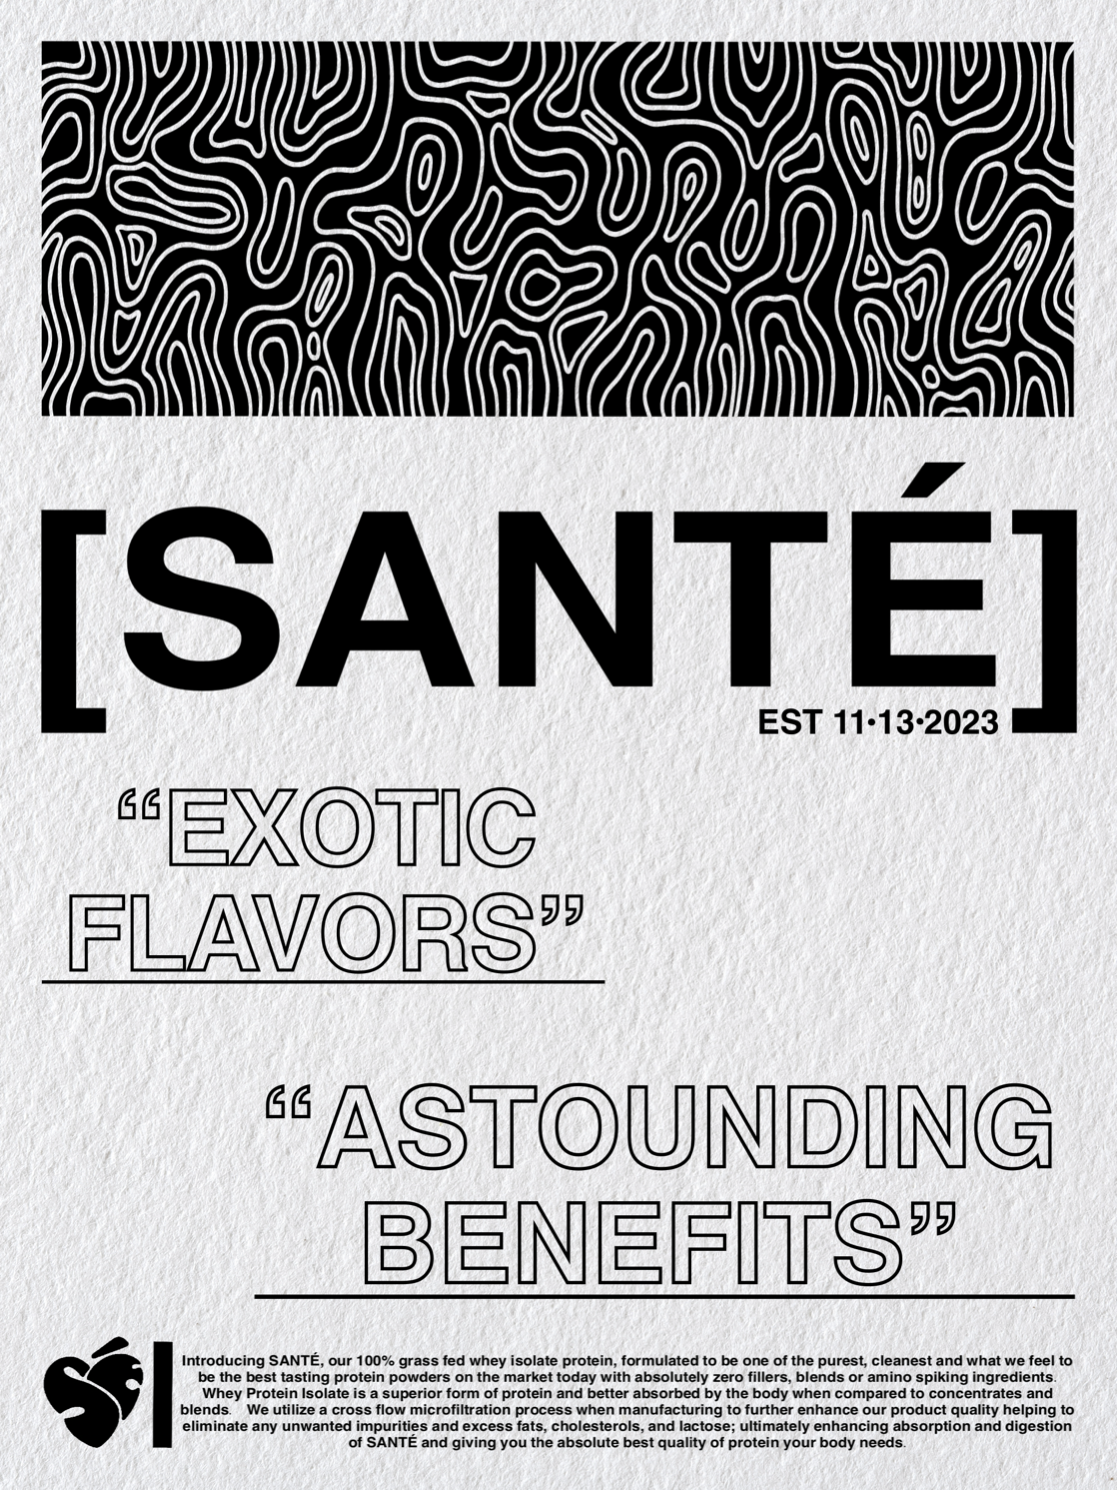 [SANTÉ]
EST 11•13•2023
“EXOTIC
FLAVORS”
“ASTOUNDING
BENEFITS”
SÉ
Introducing SANTÉ, our 100% grass fed whey isolate protein, formulated to be one of the purest, cleanest and what we feel to
be the best tasting protein powders on the market today with absolutely zero fillers, blends or amino spiking ingredients.
Whey Protein Isolate is a superior form of protein and better absorbed by the body when compared to concentrates and
blends. We utilize a cross flow microfiltration process when manufacturing to further enhance our product quality helping to
eliminate any unwanted impurities and excess fats, cholesterols, and lactose; ultimately enhancing absorption and digestion
of SANTÉ and giving you the absolute best quality of protein your body needs.